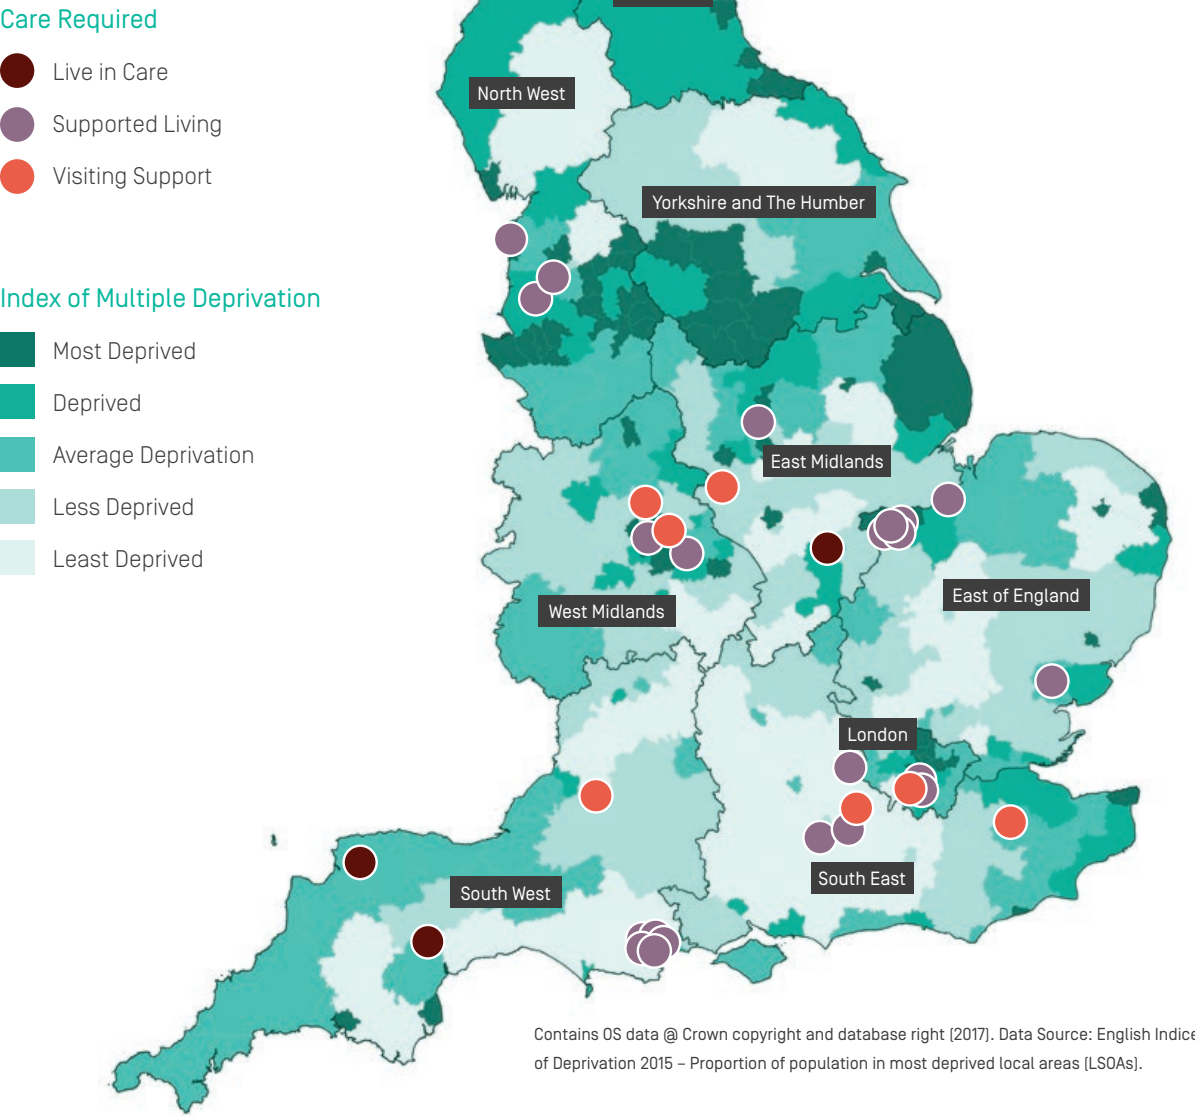 Care Required
Live in Care
Supported Living
Visiting Support
Index of Multiple Deprivation
Most Deprived
Deprived
Average Deprivation
Less Deprived
Least Deprived
North West
Yorkshire and The Humber
East Midlands
West Midlands
East of England
London
South East
South West
Contains OS data @ Crown copyright and database right (2017). Data Source: English Indice
of Deprivation 2015 – Proportion of population in most deprived local areas (LSOAs).